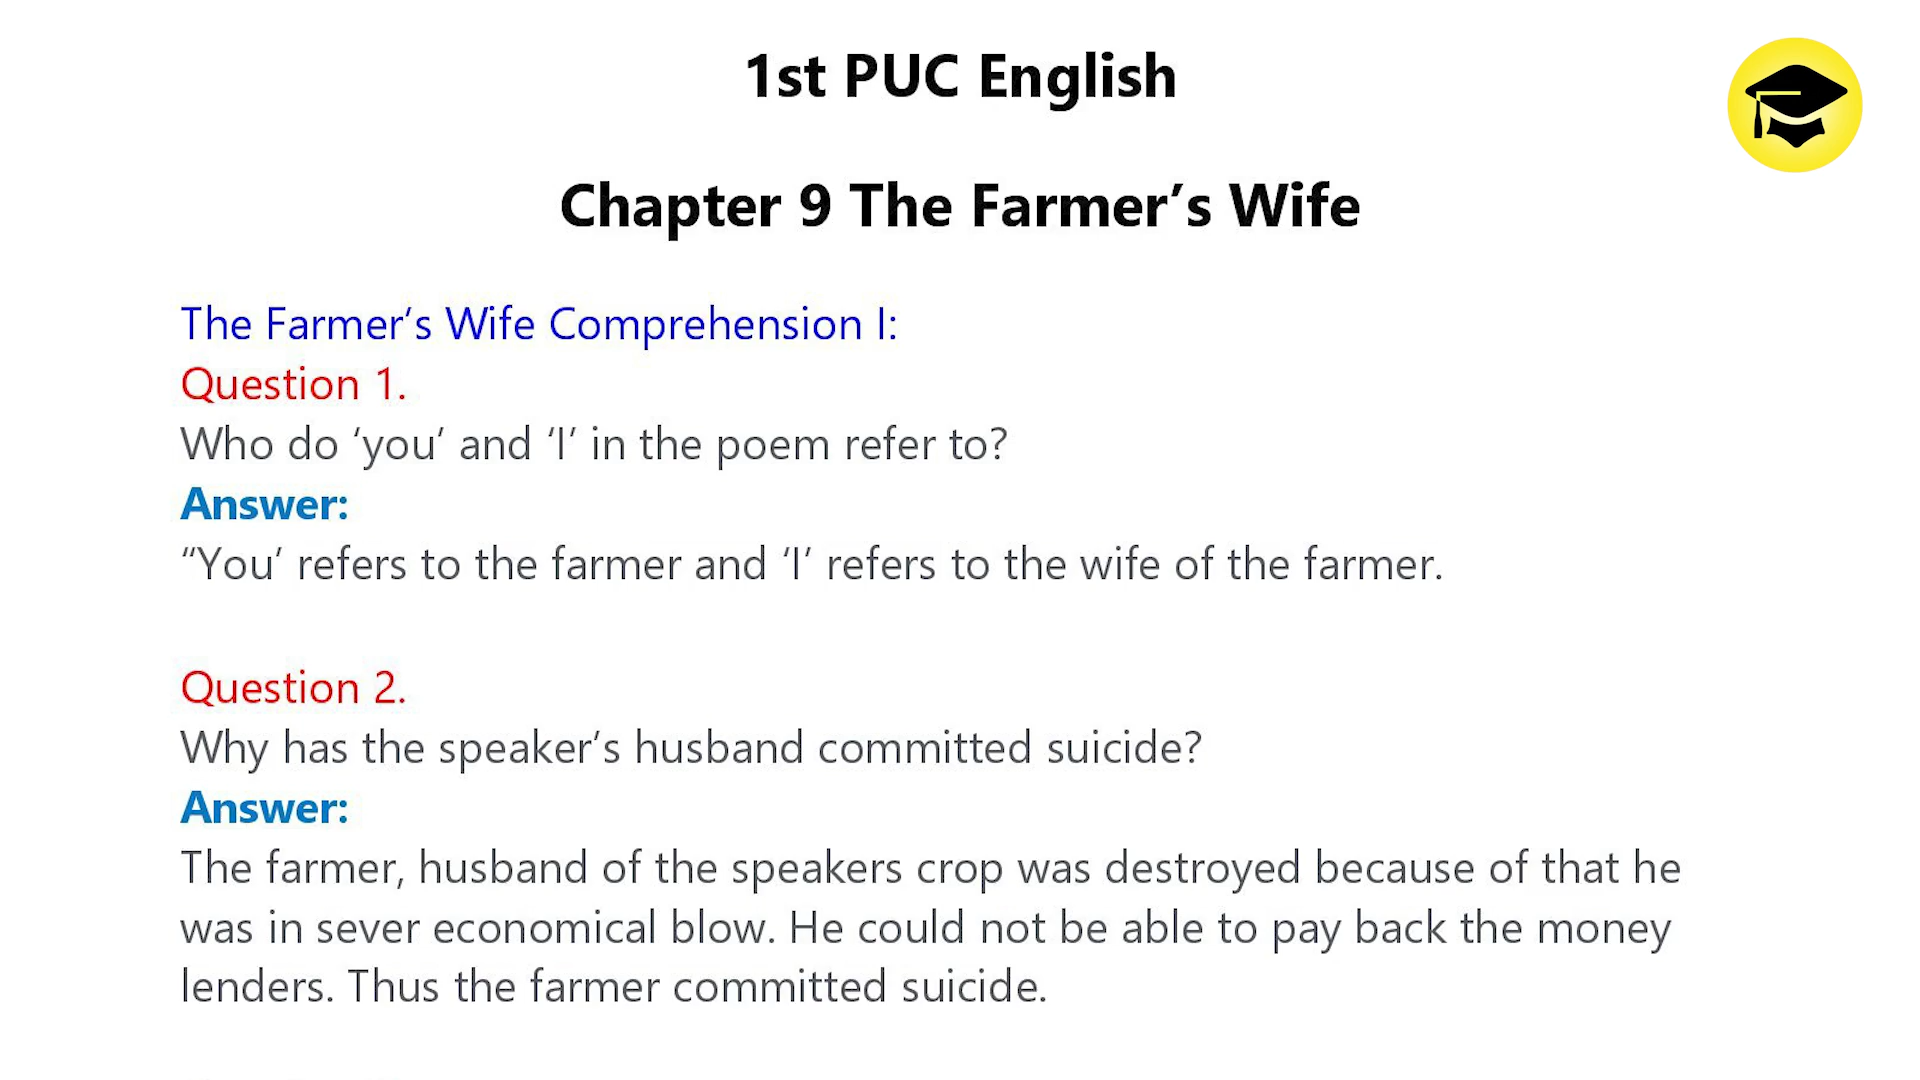 1st PUC English
Chapter 9 The Farmer’s Wife
The Farmer’s Wife Comprehension I:
Question 1.
Who do ‘you’ and ‘I’ in the poem refer to?
Answer:
“You’ refers to the farmer and ‘I’ refers to the wife of the farmer.
Question 2.
Why has the speaker’s husband committed suicide?
Answer:
The farmer, husband of the speakers crop was destroyed because of that he
was in sever economical blow. He could not be able to pay back the money
lenders. Thus the farmer committed suicide.